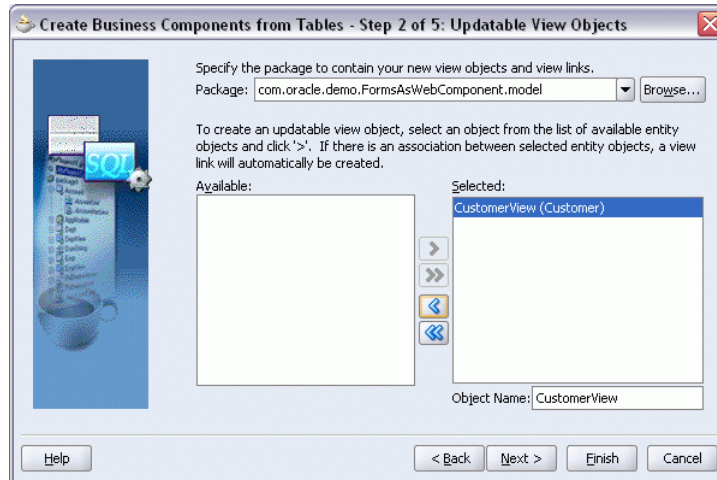 Create Business Components from Tables - Step 2 of 5: Updatable View Objects
Specify the package to contain your new view objects and view links.
Package: com.oracle.demo.FormsAsWebComponent.model Browse...
To create an updatable view object, select an object from the list of available entity
objects and click '>'. If there is an association between selected entity objects, a view
link will automatically be created.
Available: Selected:
CustomerView (Customer)
SQL
Object Name: CustomerView
Help < Back Next > Finish Cancel